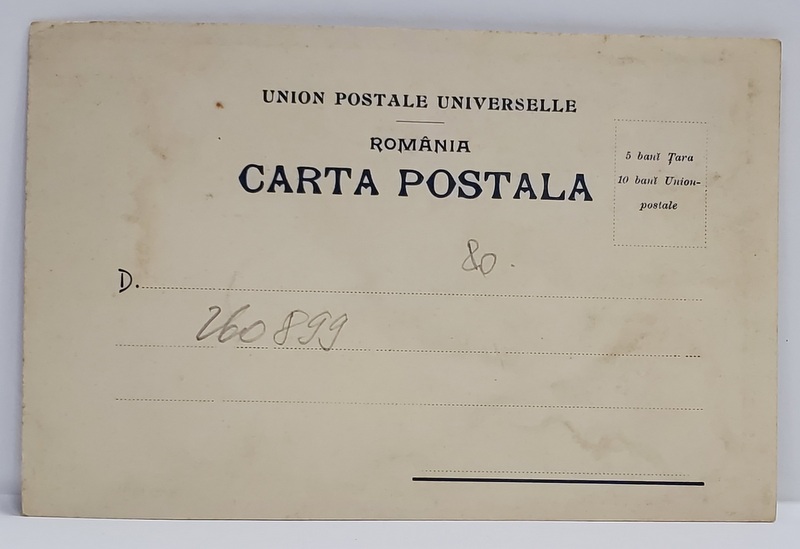 UNION POSTALE UNIVERSELLE
ROMÂNIA
CARTA POSTALA
5 banĭ Ţara
10 banĭ Union-
postale
80.
D.
260899